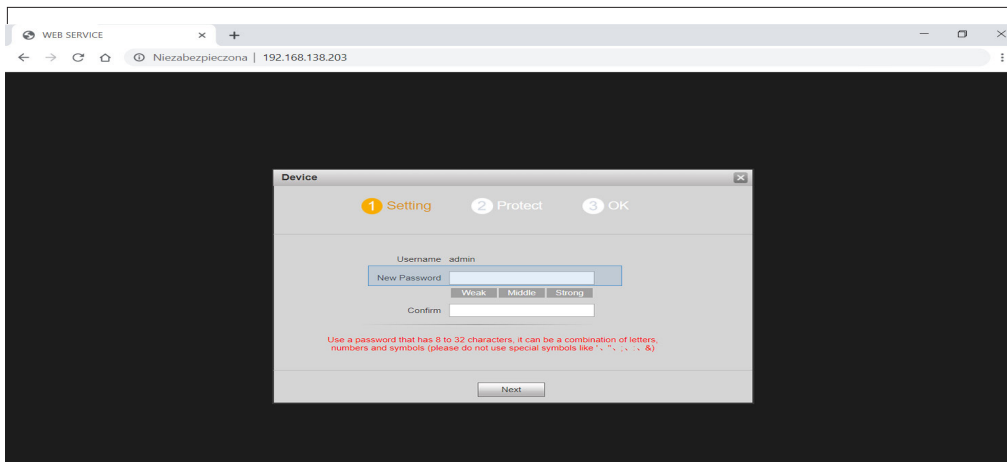 WEB SERVICE
Niezabezpieczona | 192.168.138.203
Device
1 Setting 2 Protect 3 OK
Username admin
New Password
Weak Middle Strong
Confirm
Use a password that has 8 to 32 characters, it can be a combination of letters,
numbers and symbols (please do not use special symbols like '、"、;、:、&)
Next